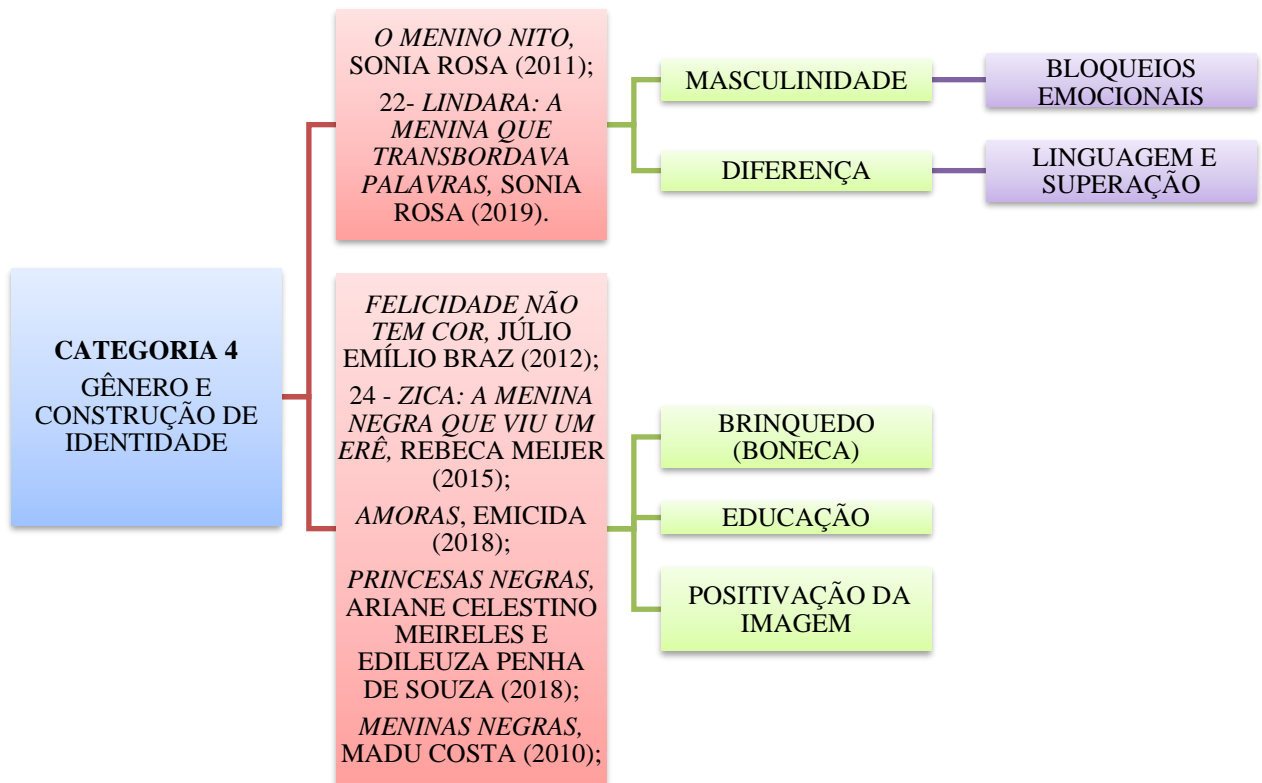 CATEGORIA 4
GÊNERO E
CONSTRUÇÃO DE
IDENTIDADE
O MENINO NITO,
SONIA ROSA (2011);
22- LINDARA: A
MENINA QUE
TRANSBORDAVA
PALAVRAS, SONIA
ROSA (2019).
MASCULINIDADE
BLOQUEIOS
EMOCIONAIS
DIFERENÇA
LINGUAGEM E
SUPERAÇÃO
FELICIDADE NÃO
TEM COR, JÚLIO
EMÍLIO BRAZ (2012);
24 - ZICA: A MENINA
NEGRA QUE VIU UM
ERÊ, REBECA MEIJER
(2015);
AMORAS, EMICIDA
(2018);
PRINCESAS NEGRAS,
ARIANE CELESTINO
MEIRELES E
EDILEUZA PENHA
DE SOUZA (2018);
MENINAS NEGRAS,
MADU COSTA (2010);
BRINQUEDO
(BONECA)
EDUCAÇÃO
POSITIVAÇÃO DA
IMAGEM